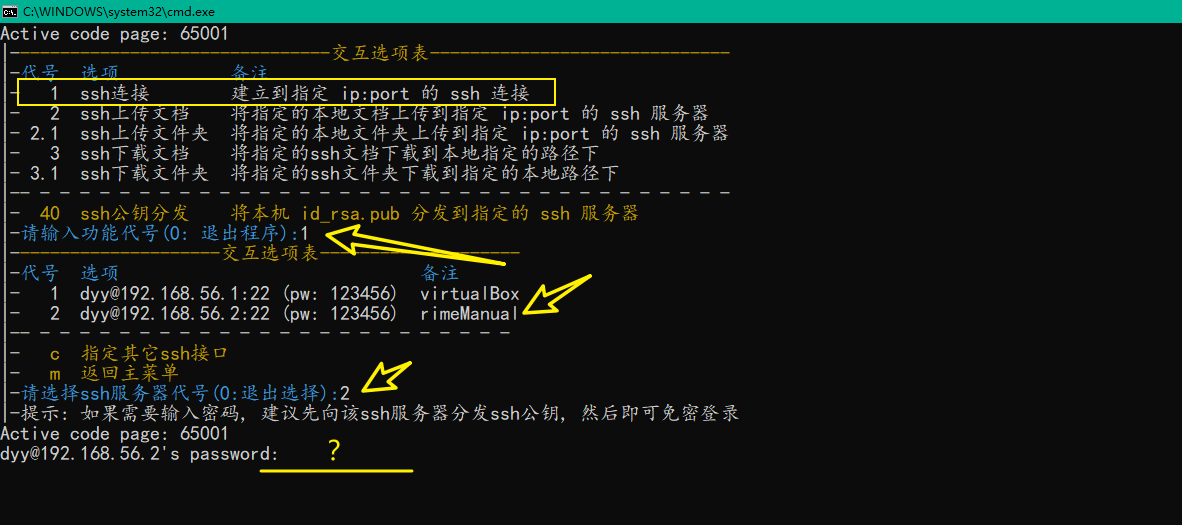 C:\WINDOWS\system32\cmd.exe
Active code page: 65001
|-------------------------------交互选项表------------------------------
|-代号  选项           备注
|-   1  ssh连接        建立到指定 ip:port 的 ssh 连接
|-   2  ssh上传文档    将指定的本地文档上传到指定 ip:port 的 ssh 服务器
|- 2.1  ssh上传文件夹  将指定的本地文件夹上传到指定 ip:port 的 ssh 服务器
|-   3  ssh下载文档    将指定的ssh文档下载到本地指定的路径下
|- 3.1  ssh下载文件夹  将指定的ssh文件夹下载到指定的本地路径下
|-- - - - - - - - - - - - - - - - - - - - - - - - - - - - - - - - - - - -
|-  40  ssh公钥分发    将本机 id_rsa.pub 分发到指定的 ssh 服务器
|-请输入功能代号(0: 退出程序):1
|--------------------交互选项表--------------------
|-代号  选项                              备注
|-   1  dyy@192.168.56.1:22 (pw: 123456)  virtualBox
|-   2  dyy@192.168.56.2:22 (pw: 123456)  rimeManual
|-- - - - - - - - - - - - - - - - - - - - - - - - -
|-   c  指定其它ssh接口
|-   m  返回主菜单
|-请选择ssh服务器代号(0:退出选择):2
|-提示: 如果需要输入密码, 建议先向该ssh服务器分发ssh公钥, 然后即可免密登录
Active code page: 65001
dyy@192.168.56.2's password: ?